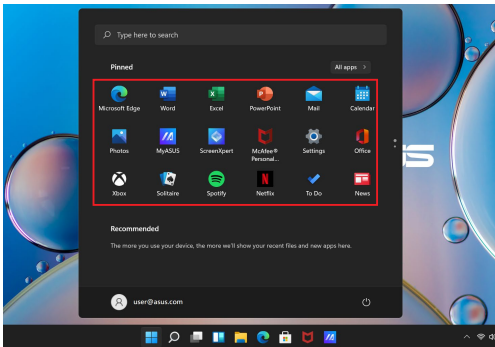 Type here to search
Pinned
All apps >
Microsoft Edge
Word
Excel
PowerPoint
Mail
Calendar
Photos
MyASUS
ScreenXpert
McAfee®
Personal...
Settings
Office
Xbox
Solitaire
Spotify
Netflix
To Do
News
Recommended
The more you use your device, the more we'll show your recent files and new apps here.
user@asus.com